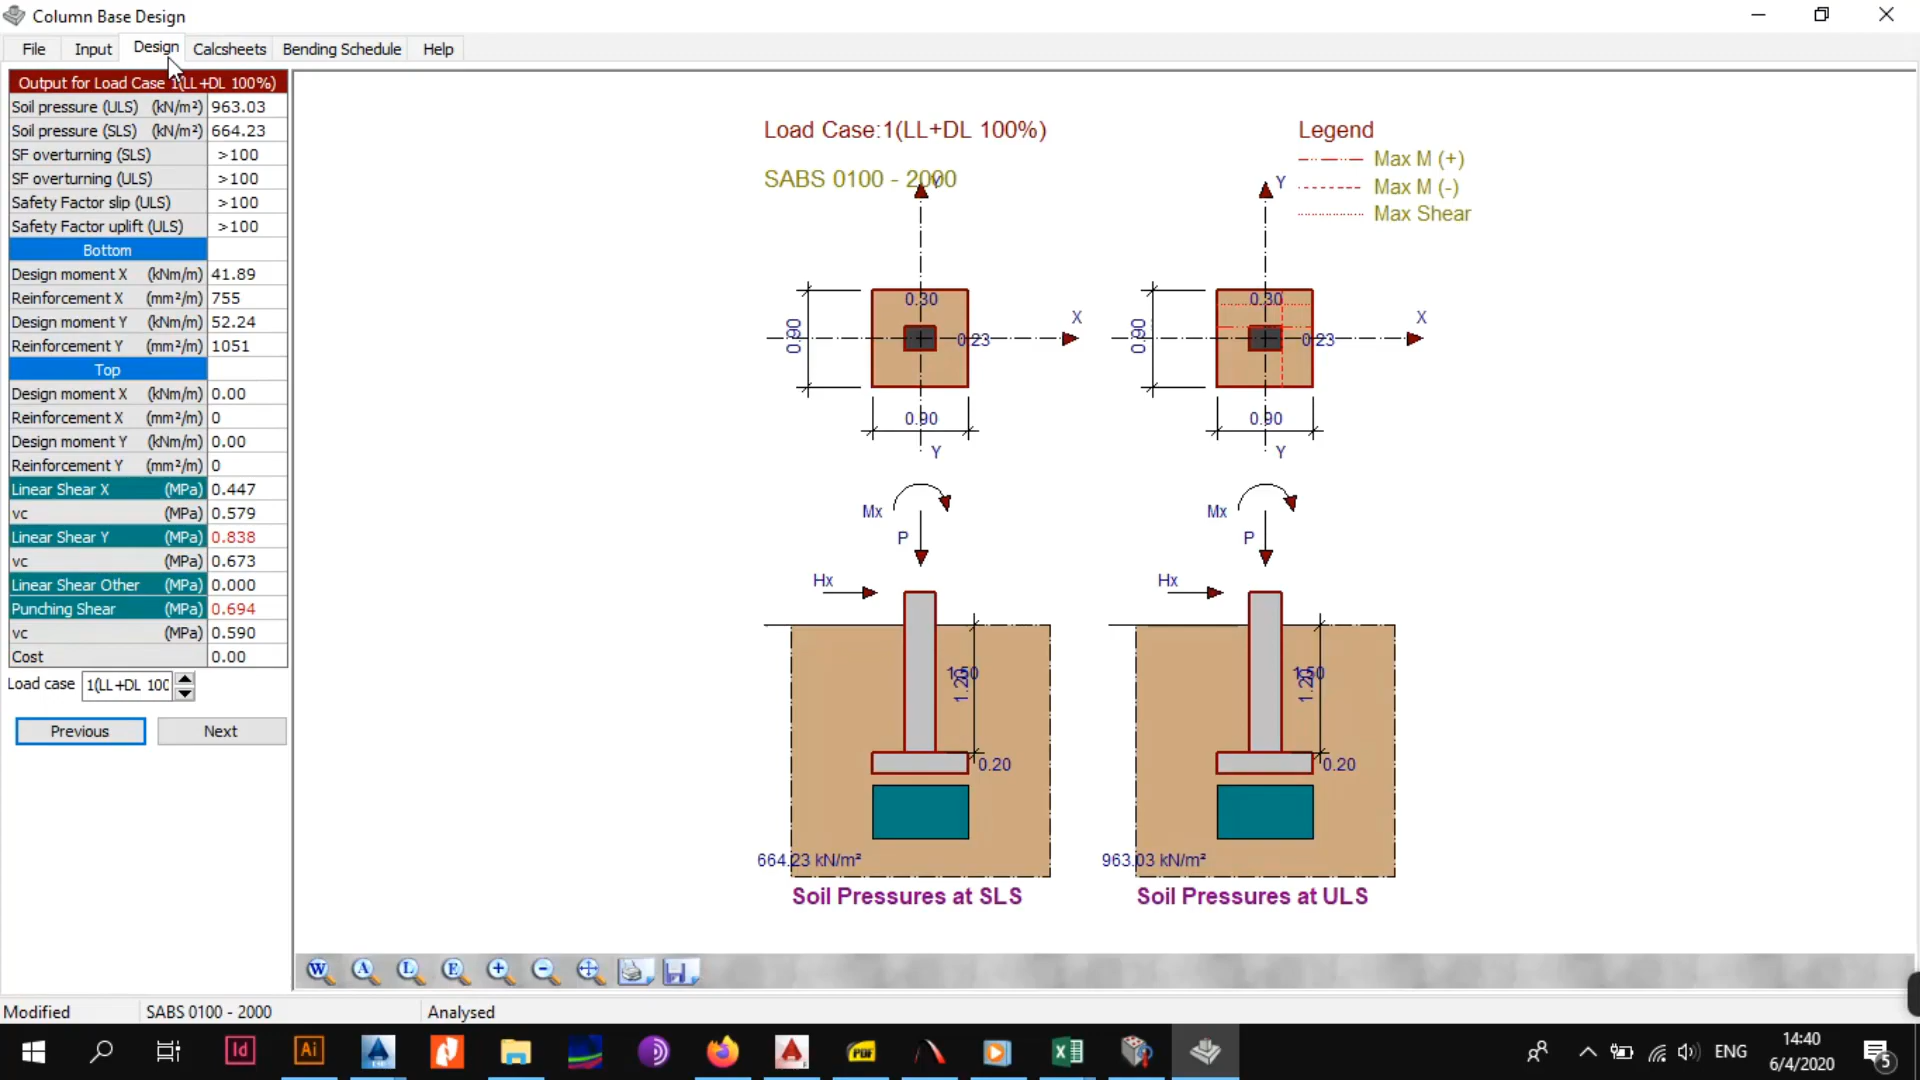 Column Base Design
File Input Design Calcsheets Bending Schedule Help
Output for Load Case 1(LL+DL 100%)
Soil pressure (ULS) (kN/m²) 963.03
Soil pressure (SLS) (kN/m²) 664.23
SF overturning (SLS) >100
SF overturning (ULS) >100
Safety Factor slip (ULS) >100
Safety Factor uplift (ULS) >100
Bottom
Design moment X (kNm/m) 41.89
Reinforcement X (mm²/m) 755
Design moment Y (kNm/m) 52.24
Reinforcement Y (mm²/m) 1051
Top
Design moment X (kNm/m) 0.00
Reinforcement X (mm²/m) 0
Design moment Y (kNm/m) 0.00
Reinforcement Y (mm²/m) 0
Linear Shear X (MPa) 0.447
vc (MPa) 0.579
Linear Shear Y (MPa) 0.838
vc (MPa) 0.673
Linear Shear Other (MPa) 0.000
Punching Shear (MPa) 0.694
vc (MPa) 0.590
Cost 0.00
Load case 1(LL+DL 100
Previous Next
Load Case:1(LL+DL 100%)
SABS 0100 - 2000
Legend
Max M (+)
Max M (-)
Max Shear
Y
0.30
X
0.90
0.23
0.90
Y
Mx
P
Hx
1.50
1.20
0.20
664.23 kN/m²
Soil Pressures at SLS
Y
0.30
X
0.90
0.23
0.90
Y
Mx
P
Hx
1.50
1.20
0.20
963.03 kN/m²
Soil Pressures at ULS
W A L E
Modified SABS 0100 - 2000 Analysed
Id Ai PDF
ENG
14:40
6/4/2020
5